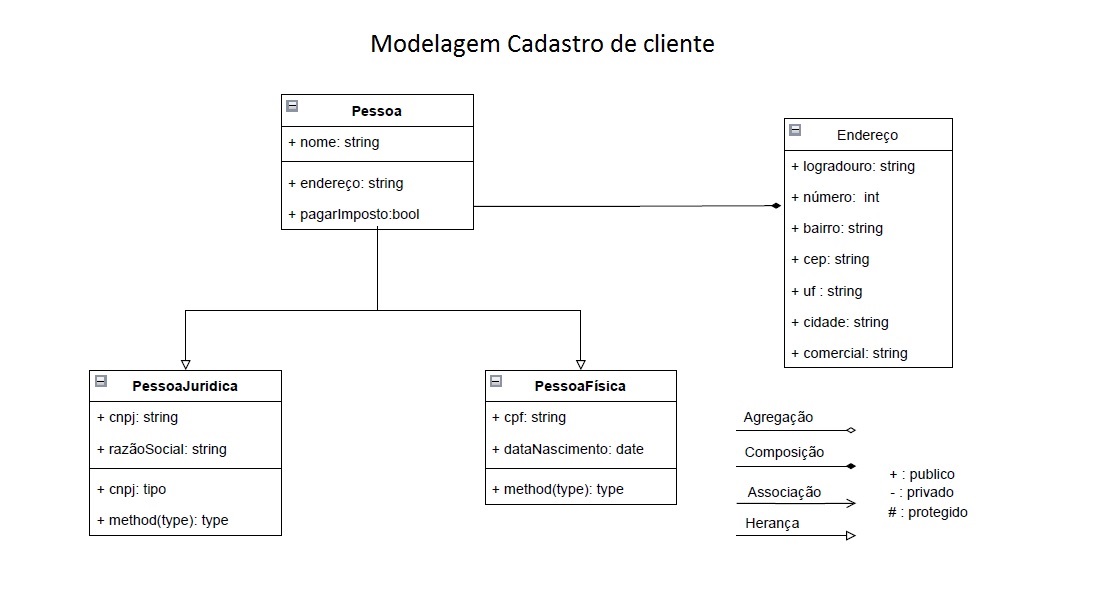 Modelagem Cadastro de cliente
Pessoa
+ nome: string
+ endereço: string
+ pagarImposto:bool
Endereço
+ logradouro: string
+ número:  int
+ bairro: string
+ cep: string
+ uf : string
+ cidade: string
+ comercial: string
PessoaJuridica
+ cnpj: string
+ razãoSocial: string
+ cnpj: tipo
+ method(type): type
PessoaFísica
+ cpf: string
+ dataNascimento: date
+ method(type): type
Agregação
Composição
Associação
Herança
+ : publico
- : privado
# : protegido